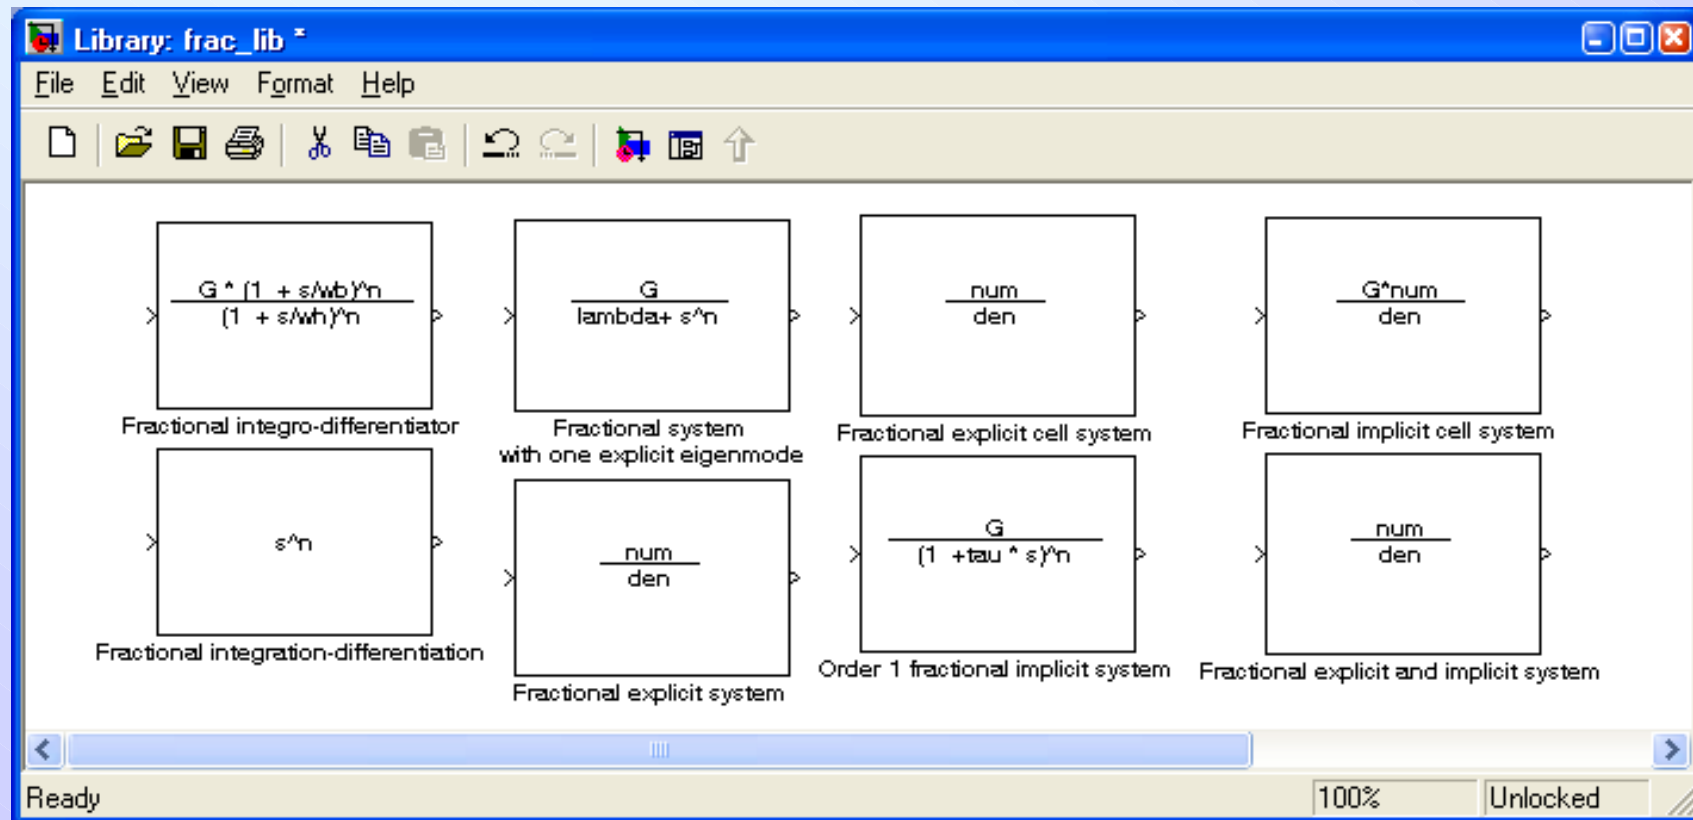 Library: frac_lib *
File Edit View Format Help
G * (1 + s/wb)^n
(1 + s/wh)^n
Fractional integro-differentiator
G
lambda+ s^n
Fractional system
with one explicit eigenmode
num
den
Fractional explicit cell system
G*num
den
Fractional implicit cell system
s^n
Fractional integration-differentiation
num
den
Fractional explicit system
G
(1 +tau * s)^n
Order 1 fractional implicit system
num
den
Fractional explicit and implicit system
Ready 100% Unlocked